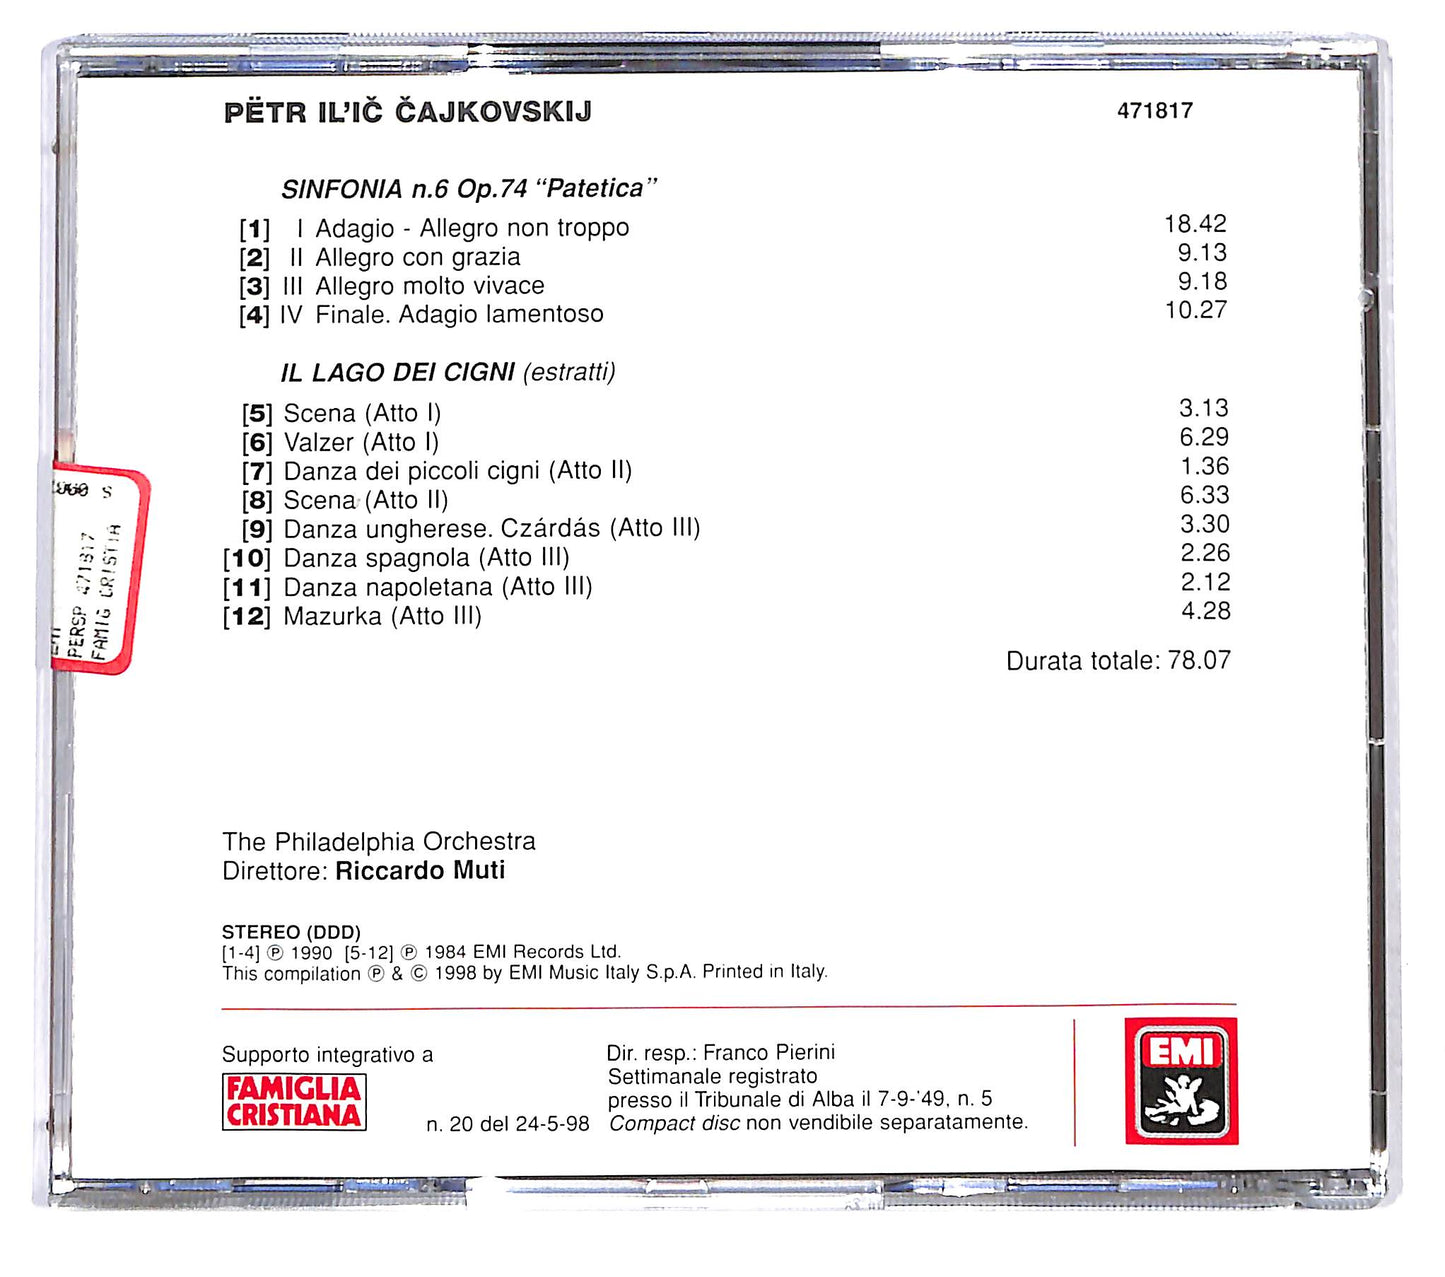 PËTR IL'IČ ČAJKOVSKIJ 471817
SINFONIA n.6 Op.74 “Patetica”
[1] I Adagio - Allegro non troppo 18.42
[2] II Allegro con grazia 9.13
[3] III Allegro molto vivace 9.18
[4] IV Finale. Adagio lamentoso 10.27
IL LAGO DEI CIGNI (estratti)
[5] Scena (Atto I) 3.13
[6] Valzer (Atto I) 6.29
[7] Danza dei piccoli cigni (Atto II) 1.36
[8] Scena (Atto II) 6.33
[9] Danza ungherese. Czárdás (Atto III) 3.30
[10] Danza spagnola (Atto III) 2.26
[11] Danza napoletana (Atto III) 2.12
[12] Mazurka (Atto III) 4.28
Durata totale: 78.07
PERSP 471817
FAMIG CRISTIA
The Philadelphia Orchestra
Direttore: Riccardo Muti
STEREO (DDD)
[1-4] ℗ 1990 [5-12] ℗ 1984 EMI Records Ltd.
This compilation ℗ & © 1998 by EMI Music Italy S.p.A. Printed in Italy.
Supporto integrativo a
FAMIGLIA
CRISTIANA
n. 20 del 24-5-98
Dir. resp.: Franco Pierini
Settimanale registrato
presso il Tribunale di Alba il 7-9-'49, n. 5
Compact disc non vendibile separatamente.
EMI